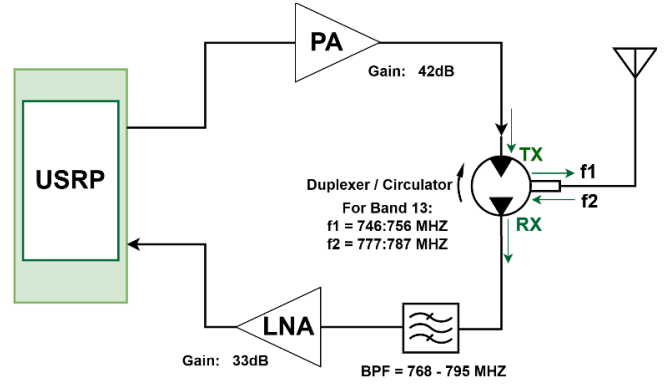 PA
Gain: 42dB
USRP
TX
f1
Duplexer / Circulator
f2
For Band 13:
RX
f1 = 746:756 MHZ
f2 = 777:787 MHZ
LNA
Gain: 33dB
BPF = 768 - 795 MHZ